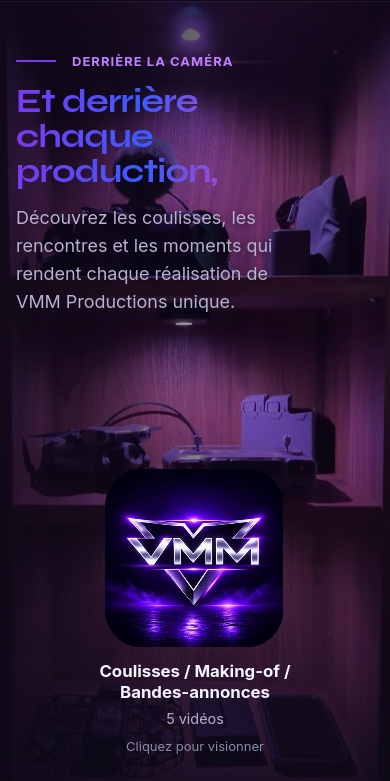 DERRIÈRE LA CAMÉRA
Et derrière
chaque
production,
Découvrez les coulisses, les
rencontres et les moments qui
rendent chaque réalisation de
VMM Productions unique.
VMM
Coulisses / Making-of /
Bandes-annonces
5 vidéos
Cliquez pour visionner